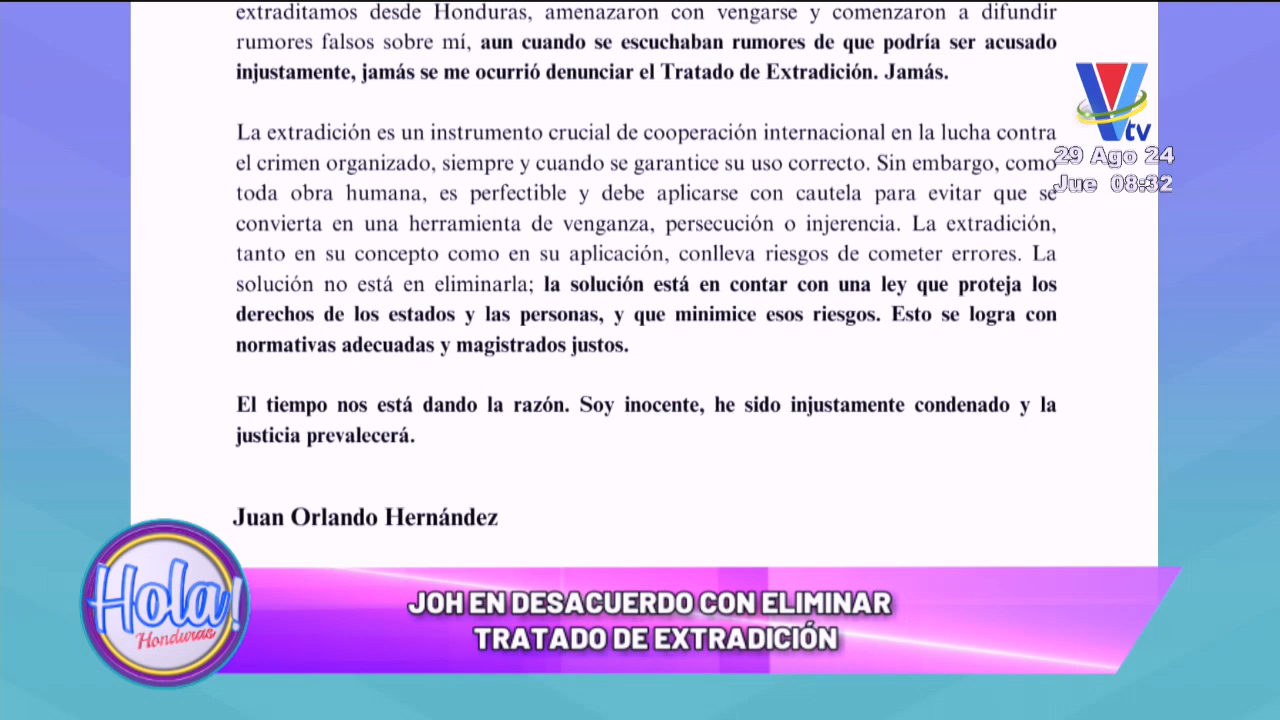 extraditamos desde Honduras, amenazaron con vengarse y comenzaron a difundir
rumores falsos sobre mí, aun cuando se escuchaban rumores de que podría ser acusado
injustamente, jamás se me ocurrió denunciar el Tratado de Extradición. Jamás.
La extradición es un instrumento crucial de cooperación internacional en la lucha contra
el crimen organizado, siempre y cuando se garantice su uso correcto. Sin embargo, como
toda obra humana, es perfectible y debe aplicarse con cautela para evitar que se
convierta en una herramienta de venganza, persecución o injerencia. La extradición,
tanto en su concepto como en su aplicación, conlleva riesgos de cometer errores. La
solución no está en eliminarla; la solución está en contar con una ley que proteja los
derechos de los estados y las personas, y que minimice esos riesgos. Esto se logra con
normativas adecuadas y magistrados justos.
El tiempo nos está dando la razón. Soy inocente, he sido injustamente condenado y la
justicia prevalecerá.
Juan Orlando Hernández
Vtv
29 Ago 24
Jue 08:32
Hola!
Honduras
JOH EN DESACUERDO CON ELIMINAR
TRATADO DE EXTRADICIÓN